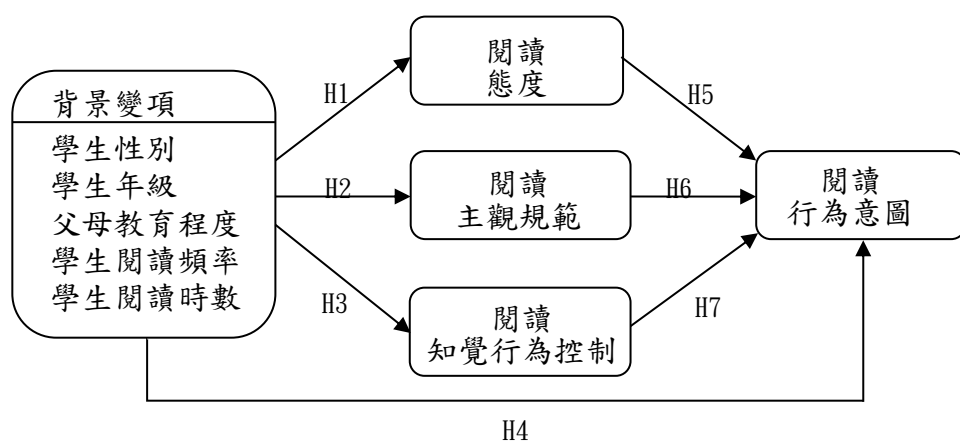 背景變項
學生性別
學生年級
父母教育程度
學生閱讀頻率
學生閱讀時數
H1
H2
H3
閱讀
態度
閱讀
主觀規範
閱讀
知覺行為控制
H5
H6
H7
閱讀
行為意圖
H4